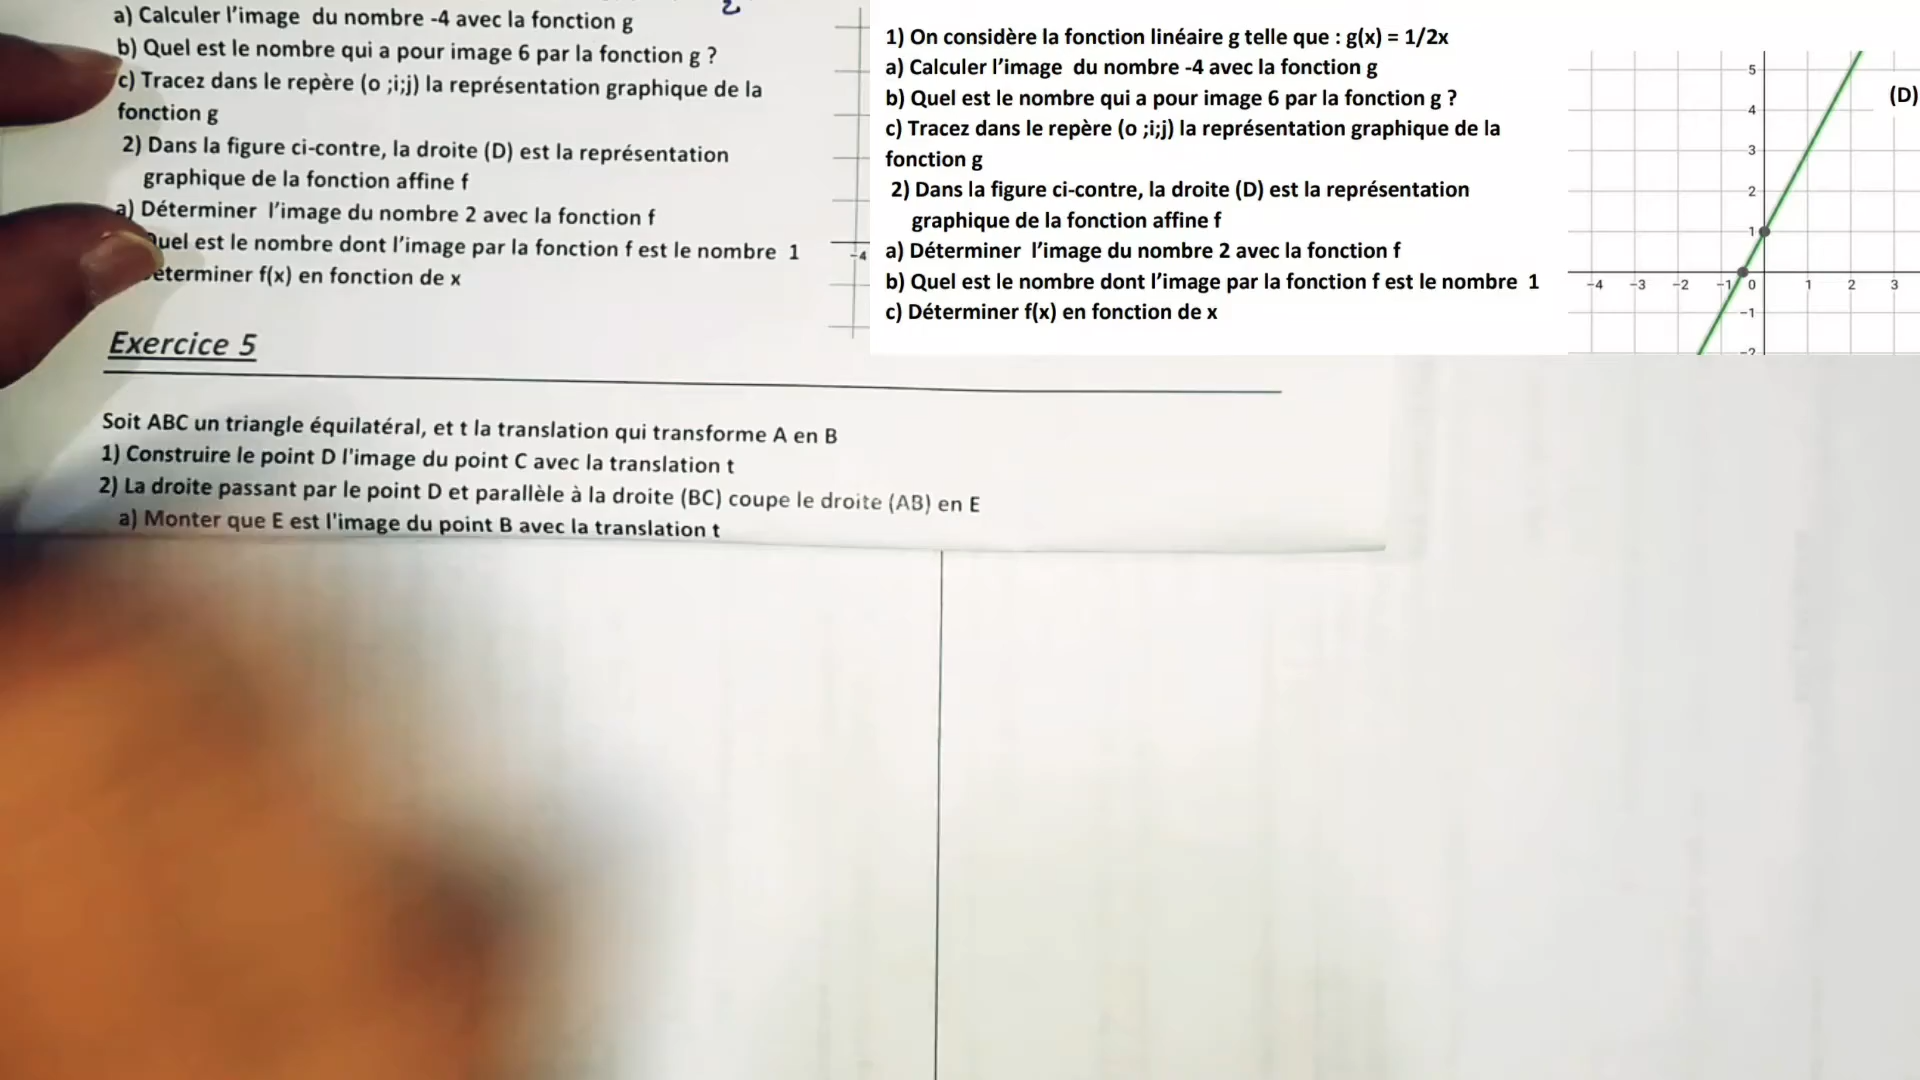 a) Calculer l'image du nombre -4 avec la fonction g
b) Quel est le nombre qui a pour image 6 par la fonction g ?
c) Tracez dans le repère (o ;i;j) la représentation graphique de la
fonction g
2) Dans la figure ci-contre, la droite (D) est la représentation
graphique de la fonction affine f
a) Déterminer l'image du nombre 2 avec la fonction f
uel est le nombre dont l'image par la fonction f est le nombre 1
éterminer f(x) en fonction de x
-4
Exercice 5
Soit ABC un triangle équilatéral, et t la translation qui transforme A en B
1) Construire le point D l'image du point C avec la translation t
2) La droite passant par le point D et parallèle à la droite (BC) coupe le droite (AB) en E
a) Monter que E est l'image du point B avec la translation t
1) On considère la fonction linéaire g telle que : g(x) = 1/2x
a) Calculer l'image du nombre -4 avec la fonction g
b) Quel est le nombre qui a pour image 6 par la fonction g ?
c) Tracez dans le repère (o ;i;j) la représentation graphique de la
fonction g
2) Dans la figure ci-contre, la droite (D) est la représentation
graphique de la fonction affine f
a) Déterminer l'image du nombre 2 avec la fonction f
b) Quel est le nombre dont l'image par la fonction f est le nombre 1
c) Déterminer f(x) en fonction de x
(D)
5
4
3
2
1
-4 -3 -2 -1 0 1 2 3
-1
-2